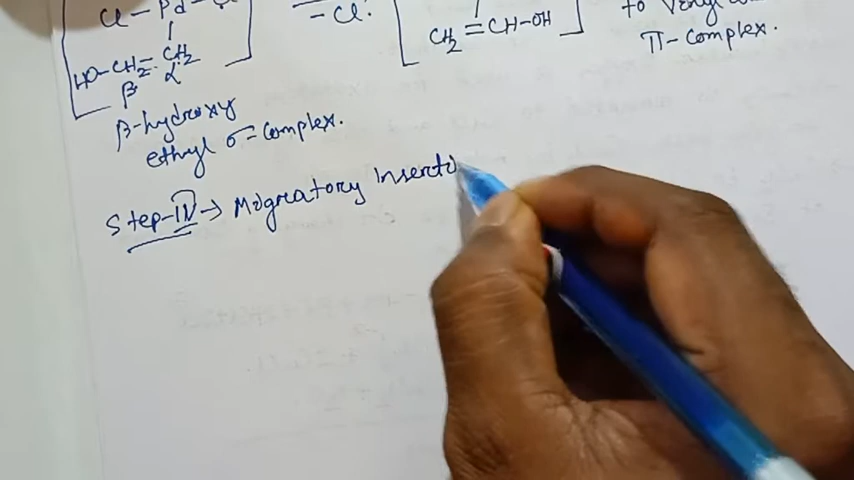 Cl-Pd-
-Cl:
to Vinyl
HO-CH2-CH2
CH2=CH-OH
π-Complex.
β α
β-hydroxy
ethyl σ-Complex.
Step-IV → Migratory Inserti